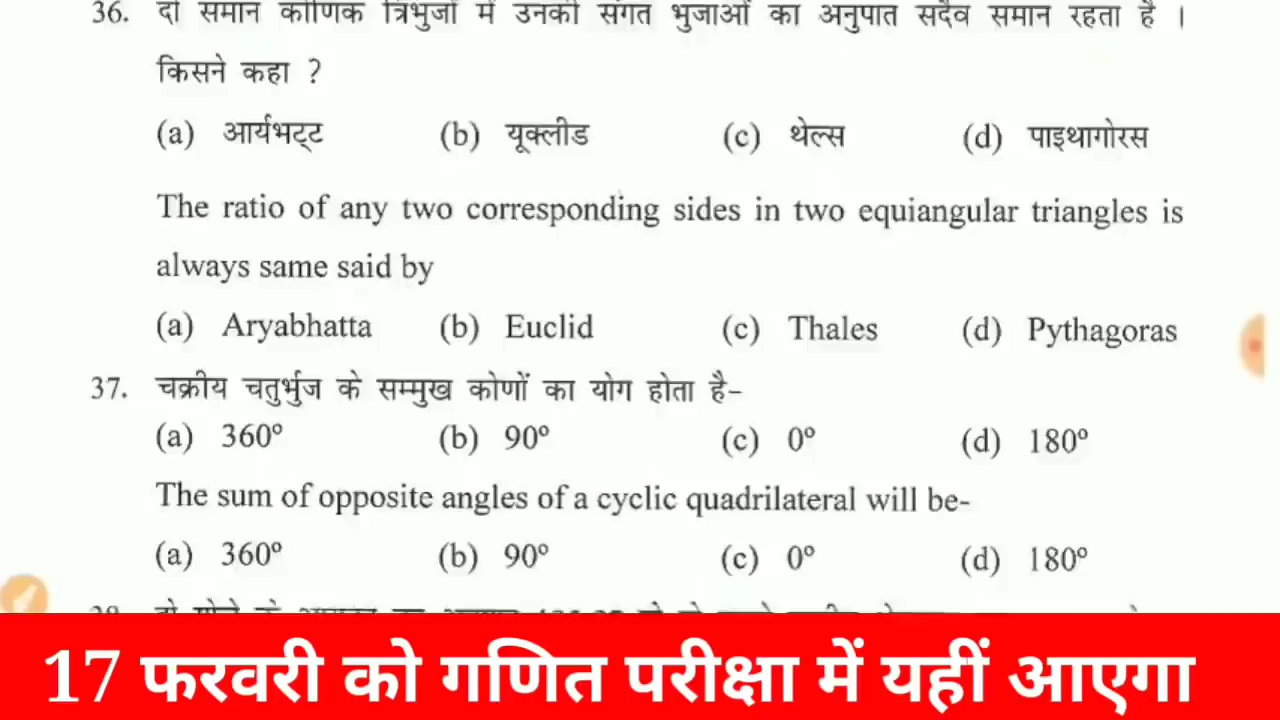 36. दो समान कोणिक त्रिभुजों में उनकी संगत भुजाओं का अनुपात सदैव समान रहता है ।
किसने कहा ?
(a) आर्यभट्ट (b) यूक्लीड (c) थेल्स (d) पाइथागोरस
The ratio of any two corresponding sides in two equiangular triangles is
always same said by
(a) Aryabhatta (b) Euclid (c) Thales (d) Pythagoras
37. चक्रीय चतुर्भुज के सम्मुख कोणों का योग होता है–
(a) 360° (b) 90° (c) 0° (d) 180°
The sum of opposite angles of a cyclic quadrilateral will be-
(a) 360° (b) 90° (c) 0° (d) 180°
17 फरवरी को गणित परीक्षा में यहीं आएगा